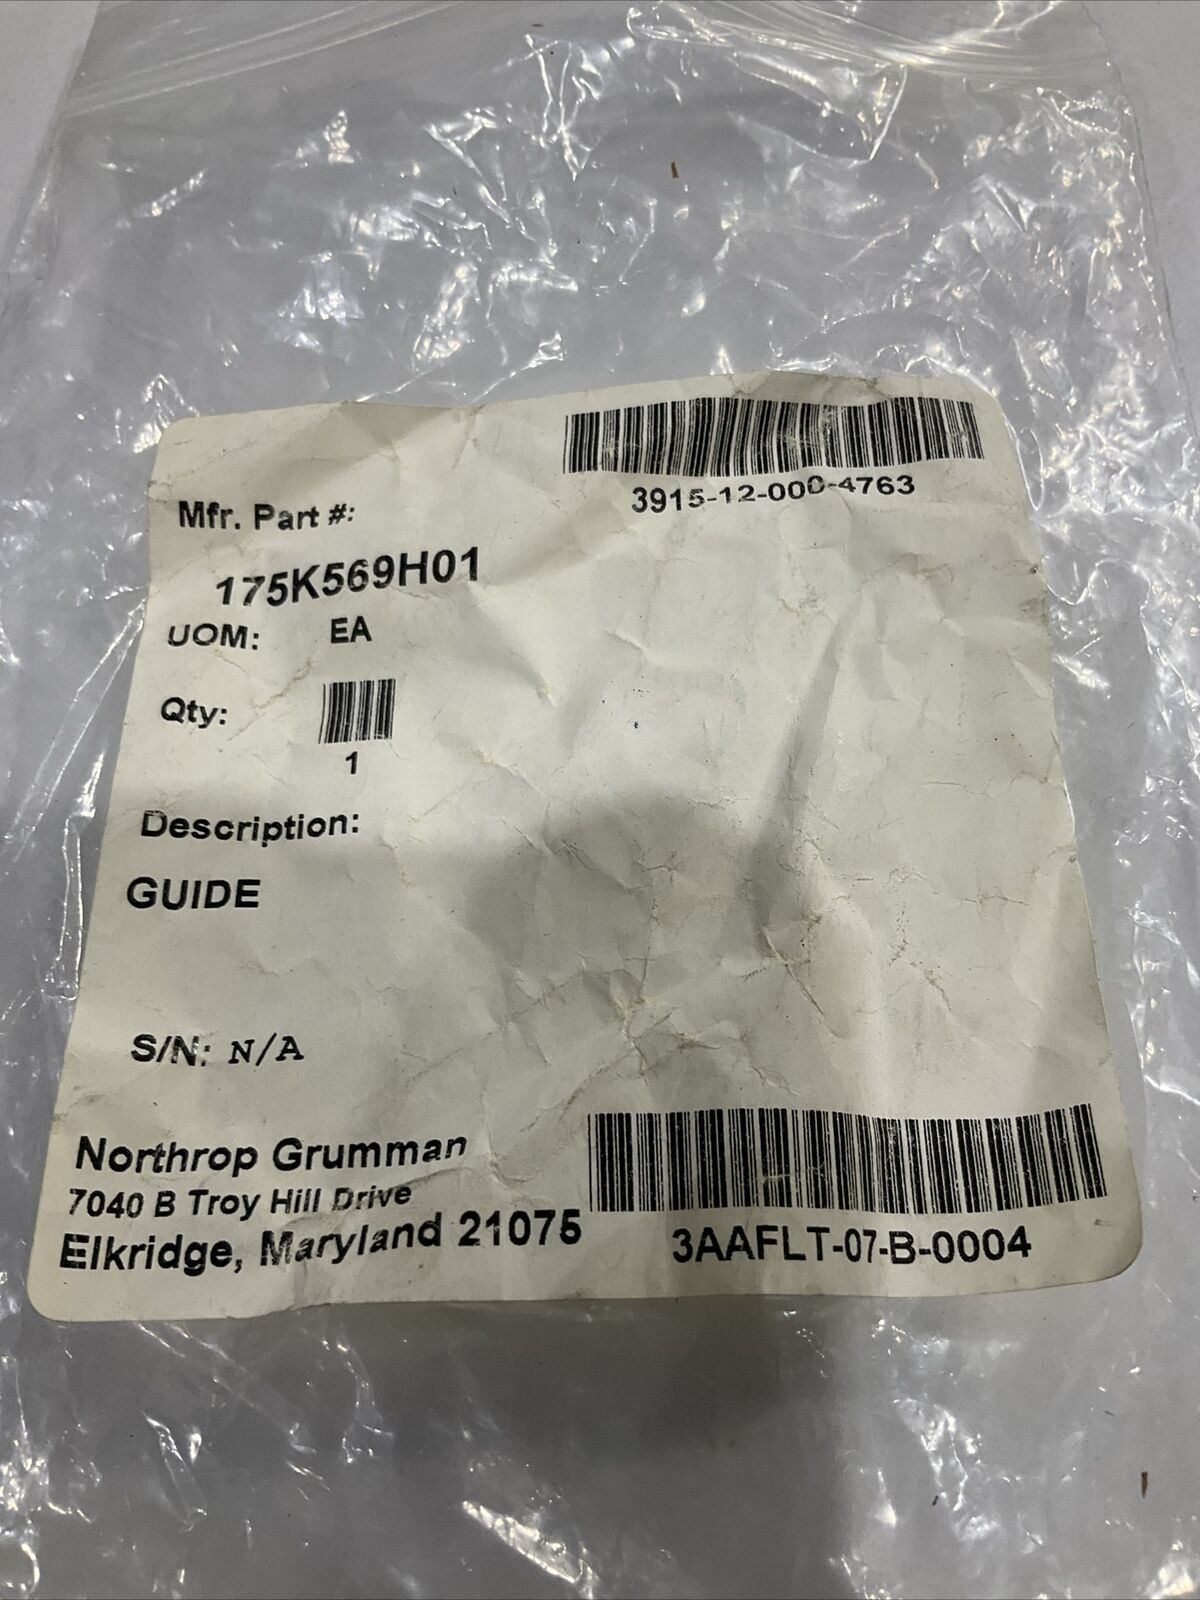 3915-12-000-4763
Mfr. Part #:
175K569H01
UOM: EA
Qty:
1
Description:
GUIDE
S/N: N/A
Northrop Grumman
7040 B Troy Hill Drive
Elkridge, Maryland 21075
3AAFLT-07-B-0004